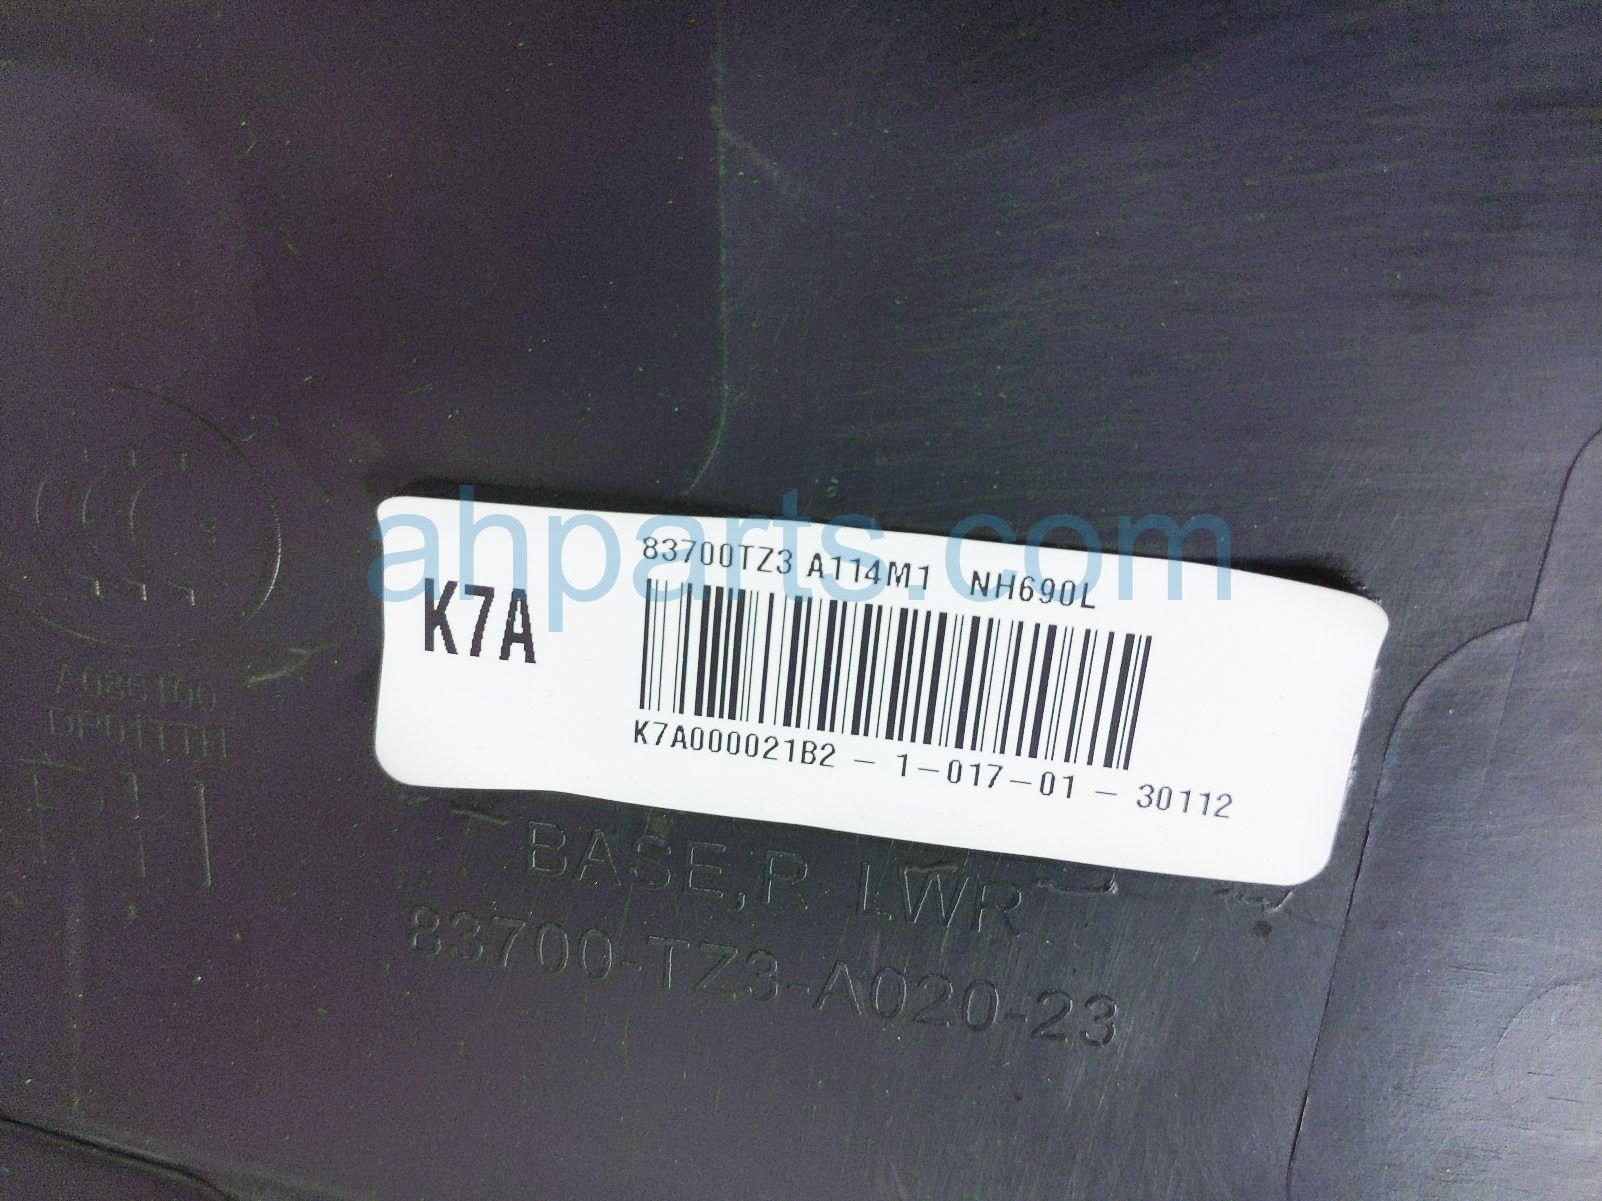 ahparts.com
83700TZ3 A114M1 NH690L
K7A
K7A000021B2 - 1-017-01 - 30112
BASE,R LWR
83700-TZ3-A020-23